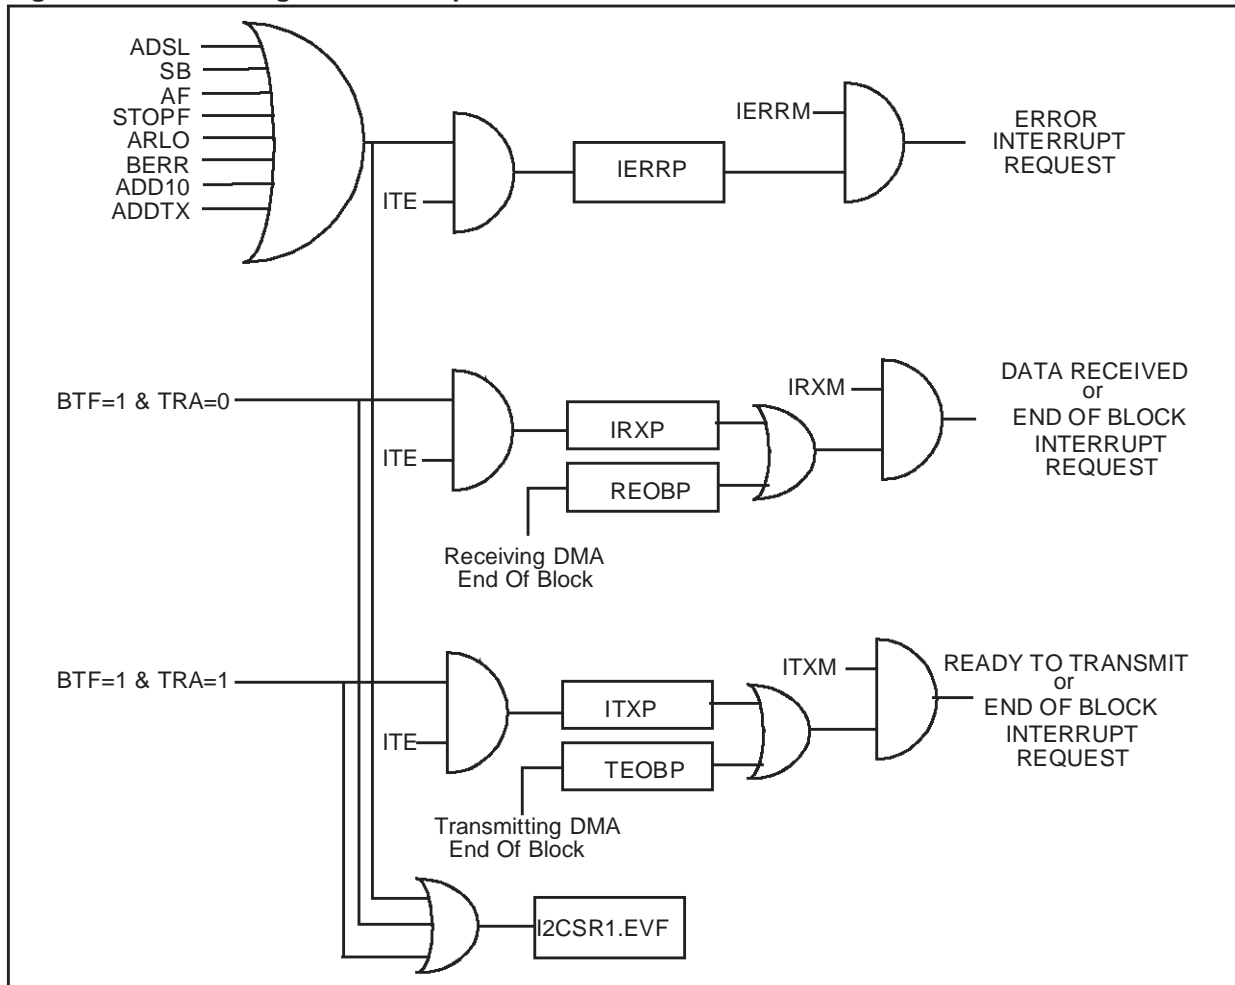 ADSL
SB
AF
STOPF
ARLO
BERR
ADD10
ADDTX
ITE
IERRP
IERRM
ERROR
INTERRUPT
REQUEST
BTF=1 & TRA=0
ITE
IRXP
REOBP
IRXM
DATA RECEIVED
or
END OF BLOCK
INTERRUPT
REQUEST
Receiving DMA
End Of Block
BTF=1 & TRA=1
ITE
ITXP
TEOBP
ITXM
READY TO TRANSMIT
or
END OF BLOCK
INTERRUPT
REQUEST
Transmitting DMA
End Of Block
I2CSR1.EVF